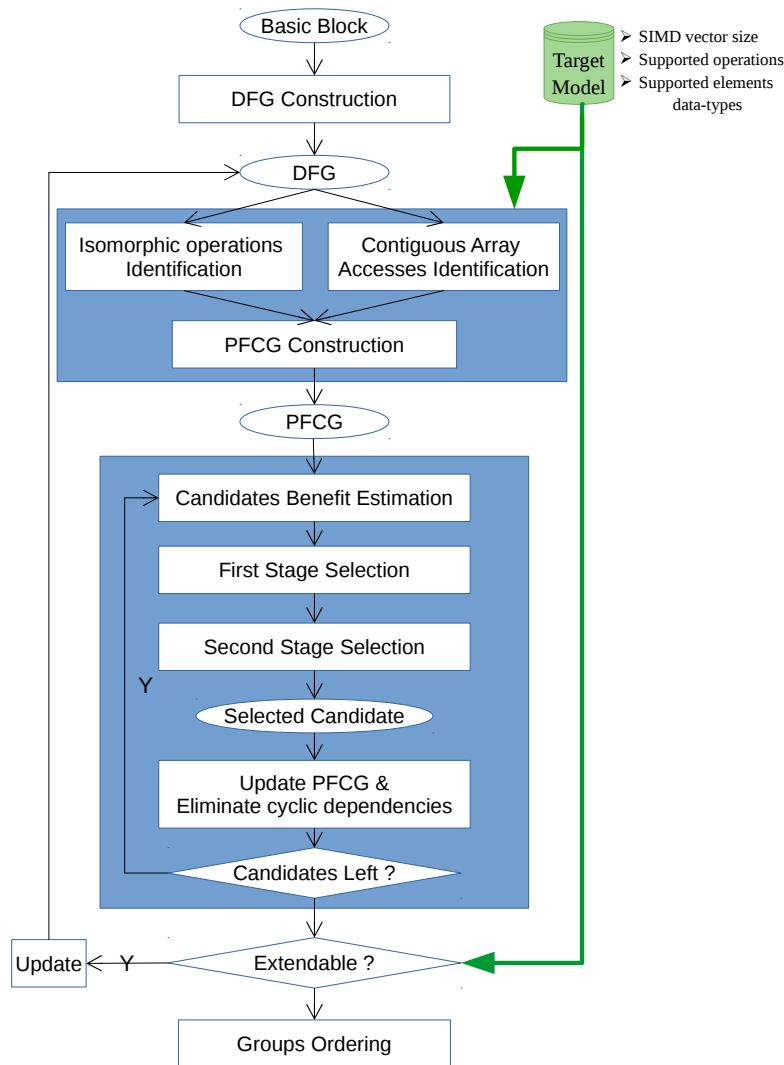 Basic Block
DFG Construction
DFG
Isomorphic operations
Identification
Contiguous Array
Accesses Identification
PFCG Construction
PFCG
Candidates Benefit Estimation
First Stage Selection
Second Stage Selection
Y
Selected Candidate
Update PFCG &
Eliminate cyclic dependencies
Candidates Left ?
Update
Y
Extendable ?
Groups Ordering
Target
Model
➢ SIMD vector size
➢ Supported operations
➢ Supported elements
data-types